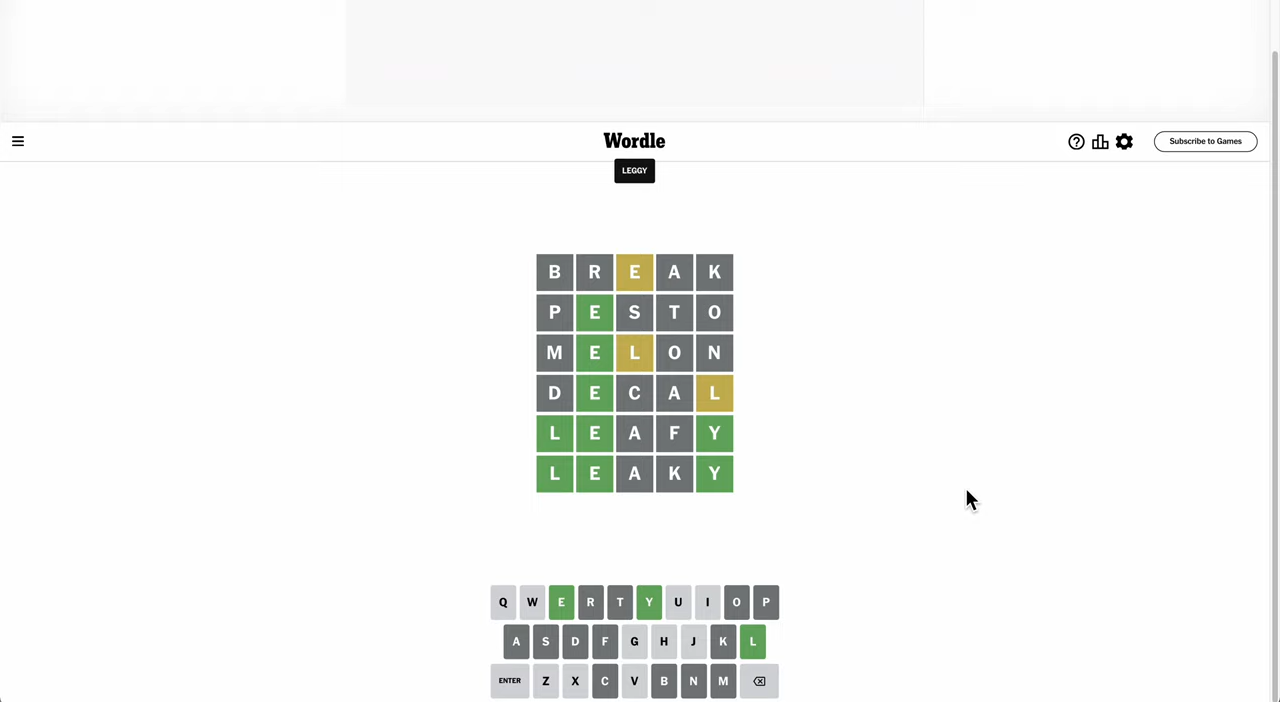 Wordle
Subscribe to Games
LEGGY
B R E A K
P E S T O
M E L O N
D E C A L
L E A F Y
L E A K Y
Q W E R T Y U I O P
A S D F G H J K L
ENTER Z X C V B N M